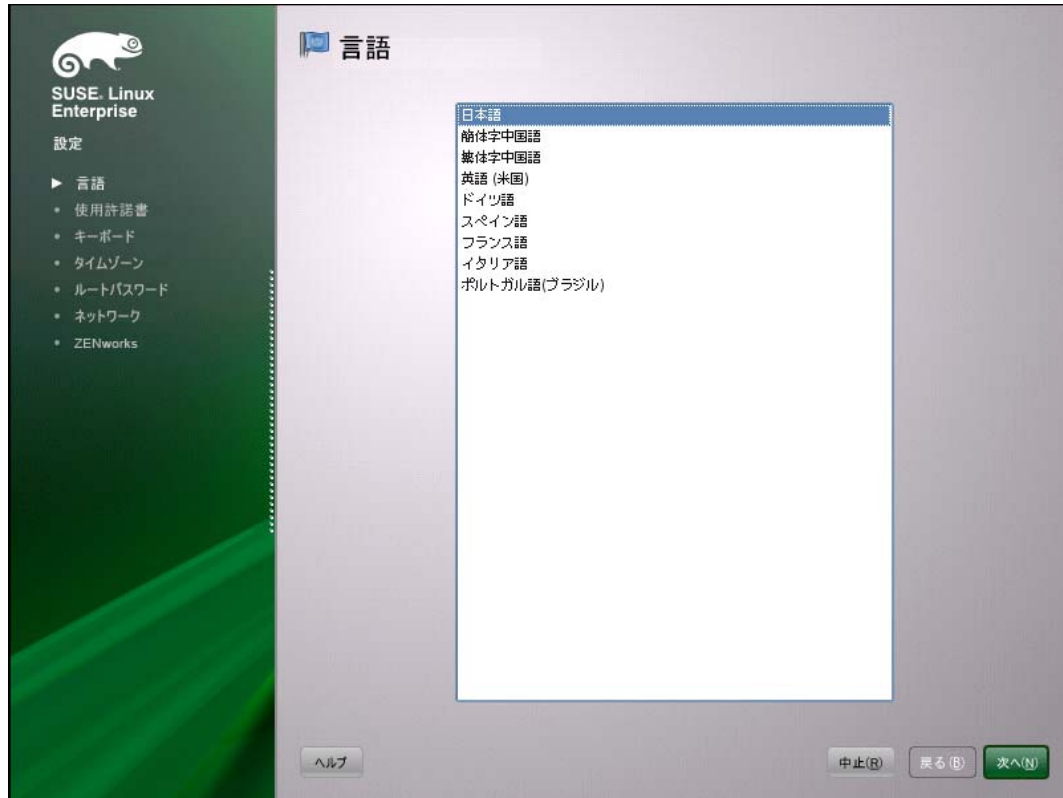 SUSE. Linux
Enterprise
設定
言語
使用許諾書
キーボード
タイムゾーン
ルートパスワード
ネットワーク
ZENworks
言語
日本語
簡体字中国語
繁体字中国語
英語 (米国)
ドイツ語
スペイン語
フランス語
イタリア語
ポルトガル語(ブラジル)
ヘルプ
中止(R)
戻る(B)
次へ(N)